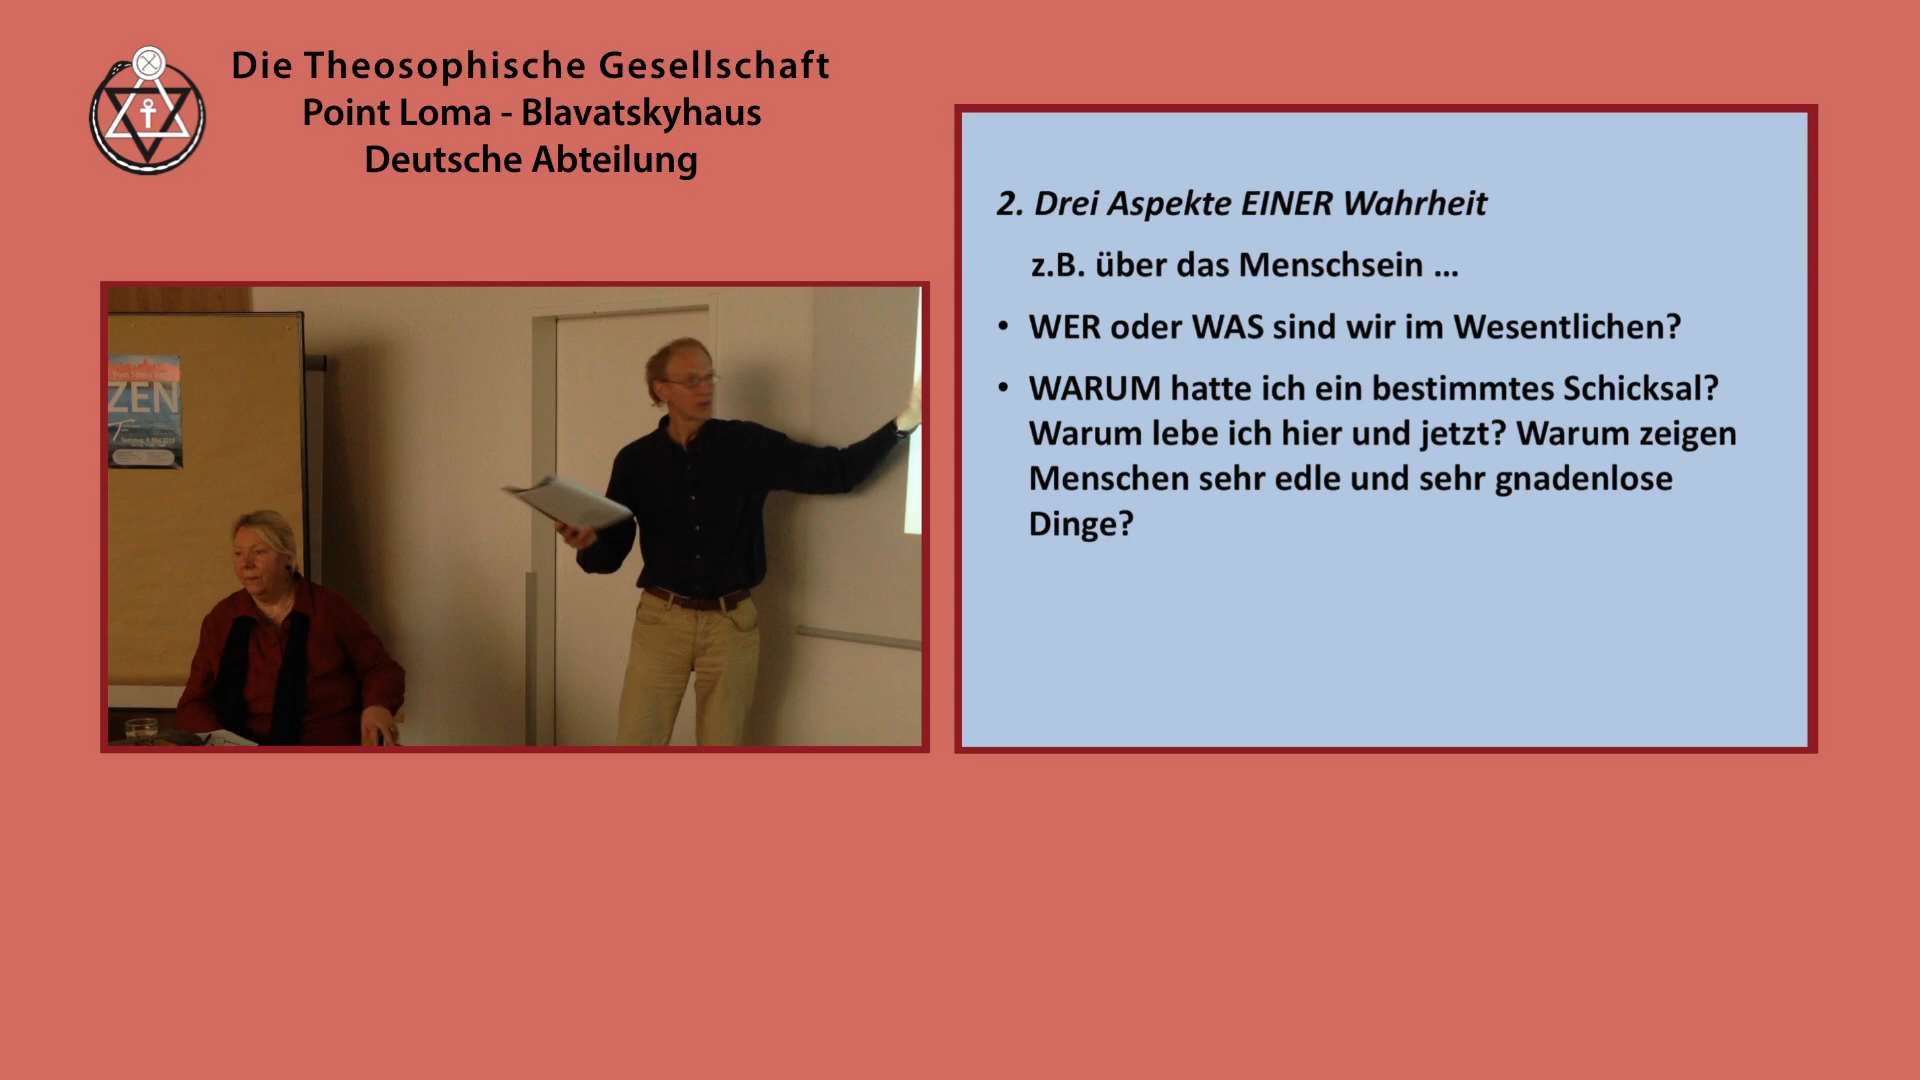 Die Theosophische Gesellschaft
Point Loma - Blavatskyhaus
Deutsche Abteilung
2. Drei Aspekte EINER Wahrheit
z.B. über das Menschsein ...
• WER oder WAS sind wir im Wesentlichen?
• WARUM hatte ich ein bestimmtes Schicksal?
Warum lebe ich hier und jetzt? Warum zeigen
Menschen sehr edle und sehr gnadenlose
Dinge?
ZEN